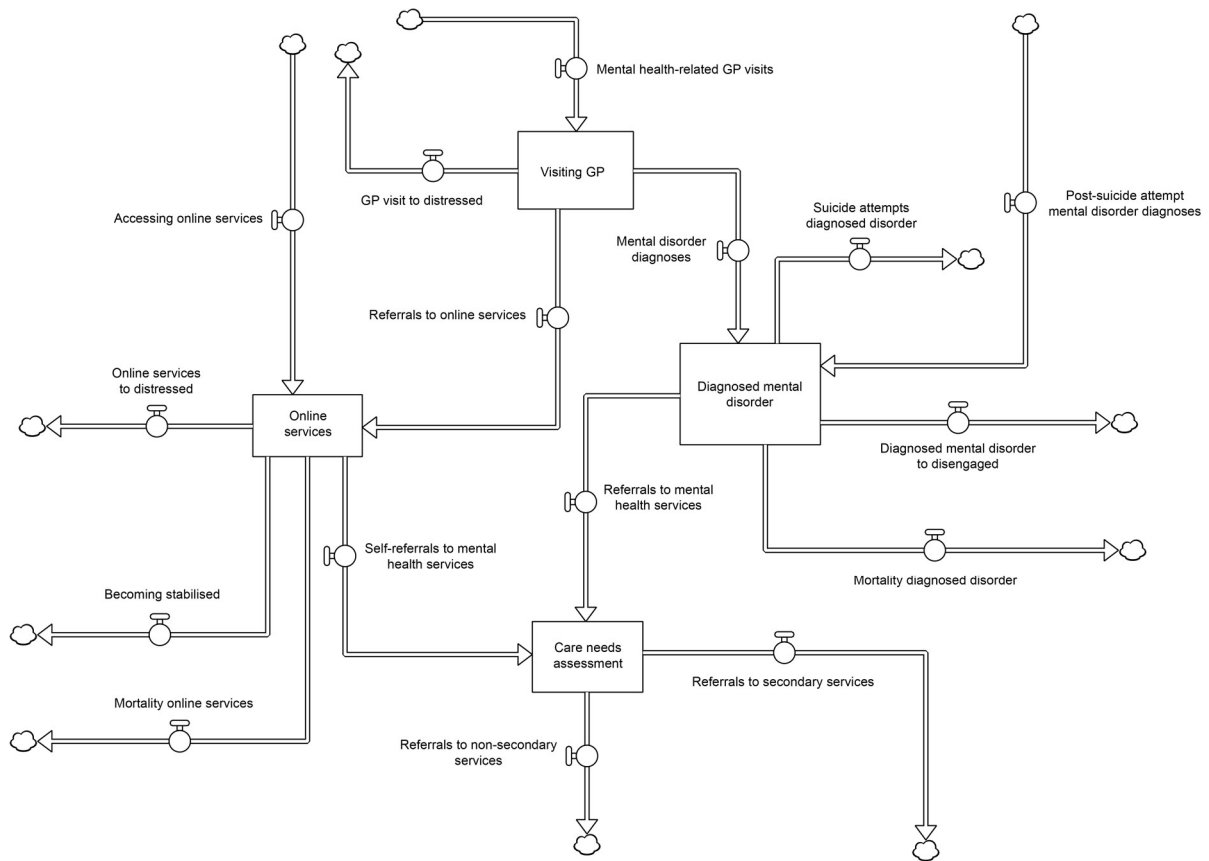 Mental health-related GP visits
Visiting GP
GP visit to distressed
Accessing online services
Post-suicide attempt
mental disorder diagnoses
Suicide attempts
diagnosed disorder
Mental disorder
diagnoses
Referrals to online services
Online services
to distressed
Online
services
Diagnosed mental
disorder
Diagnosed mental disorder
to disengaged
Referrals to mental
health services
Self-referrals to mental
health services
Mortality diagnosed disorder
Becoming stabilised
Care needs
assessment
Referrals to secondary services
Mortality online services
Referrals to non-secondary
services